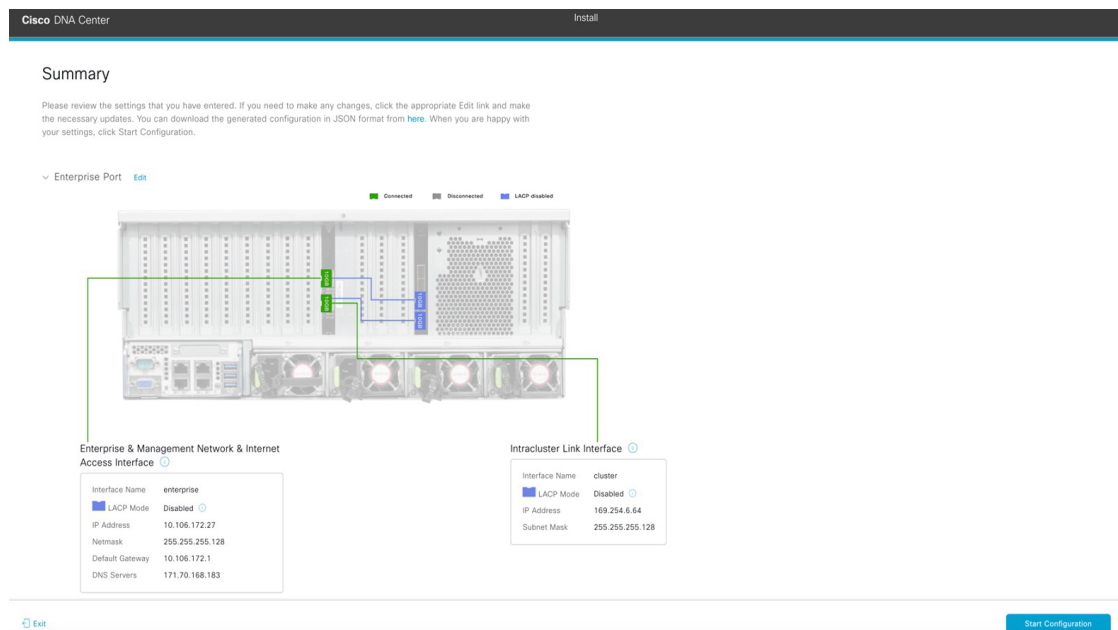 Cisco DNA Center
Install
Summary
Please review the settings that you have entered. If you need to make any changes, click the appropriate Edit link and make
the necessary updates. You can download the generated configuration in JSON format from here. When you are happy with
your settings, click Start Configuration.
Enterprise Port Edit
Connected Disconnected LACP disabled
10GB
10GB
10GB
10GB
Enterprise & Management Network & Internet
Access Interface
Interface Name enterprise
LACP Mode Disabled
IP Address 10.106.172.27
Netmask 255.255.255.128
Default Gateway 10.106.172.1
DNS Servers 171.70.168.183
Intracluster Link Interface
Interface Name cluster
LACP Mode Disabled
IP Address 169.254.6.64
Subnet Mask 255.255.255.128
Exit
Start Configuration